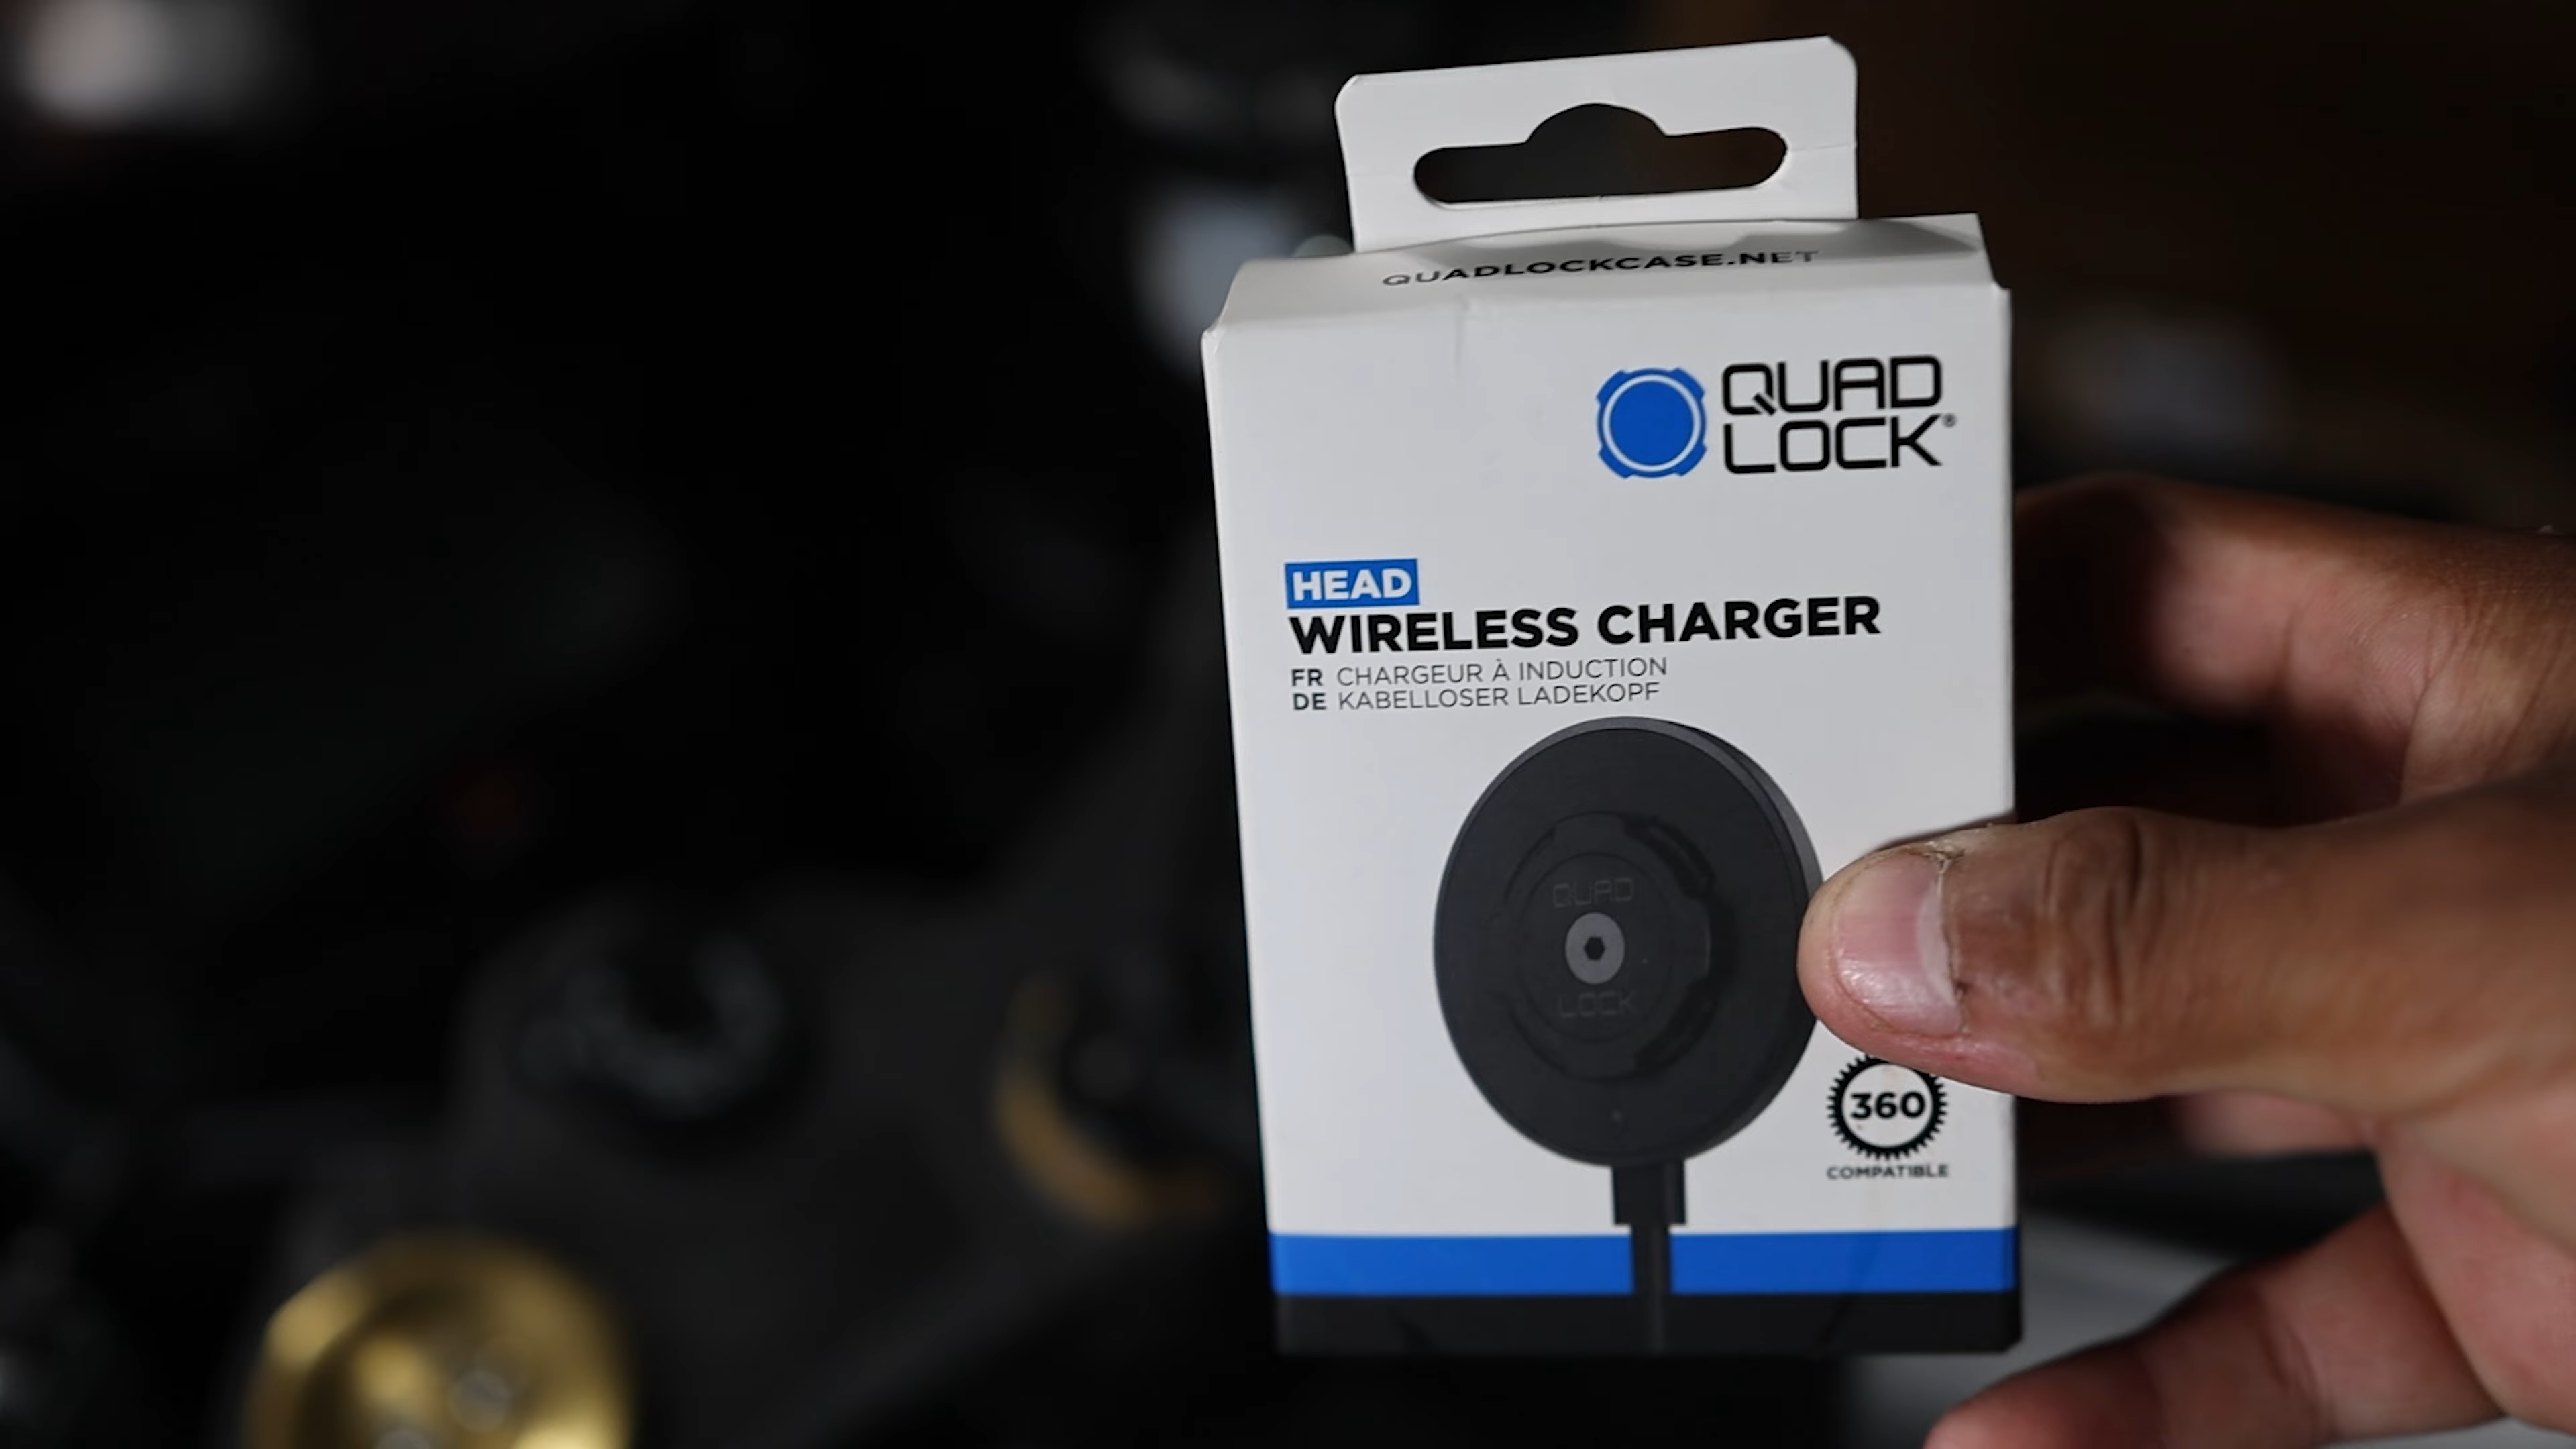 QUADLOCKCASE.NET
QUAD
LOCK®
HEAD
WIRELESS CHARGER
FR CHARGEUR À INDUCTION
DE KABELLOSER LADEKOPF
QUAD
LOCK
360
COMPATIBLE